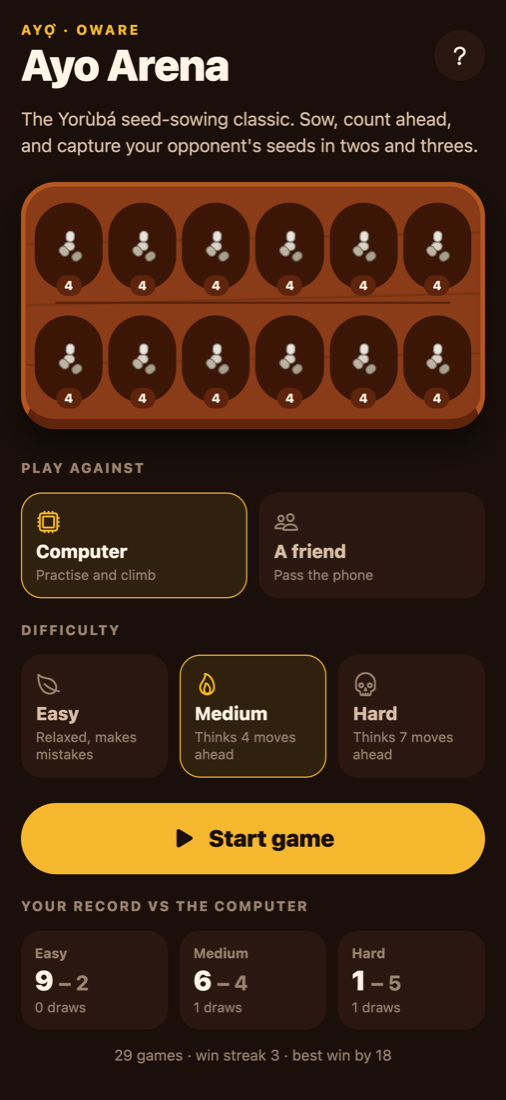 AYỌ̀ · OWARE
Ayo Arena
?
The Yorùbá seed-sowing classic. Sow, count ahead,
and capture your opponent's seeds in twos and threes.
4 4 4 4 4 4
4 4 4 4 4 4
PLAY AGAINST
Computer
Practise and climb
A friend
Pass the phone
DIFFICULTY
Easy
Relaxed, makes
mistakes
Medium
Thinks 4 moves
ahead
Hard
Thinks 7 moves
ahead
Start game
YOUR RECORD VS THE COMPUTER
Easy
9 – 2
0 draws
Medium
6 – 4
1 draws
Hard
1 – 5
1 draws
29 games · win streak 3 · best win by 18